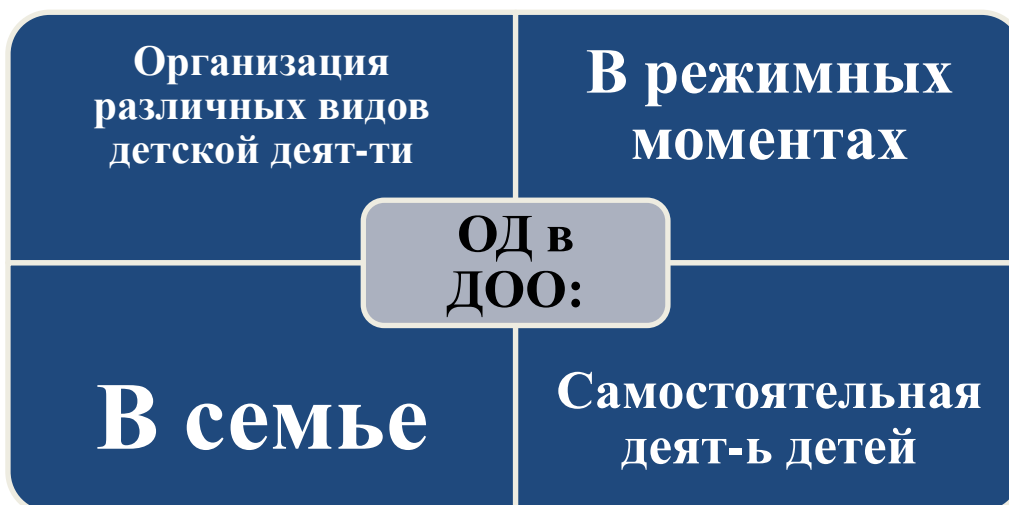 Организация
различных видов
детской деят-ти
В режимных
моментах
ОД в
ДОО:
В семье
Самостоятельная
деят-ь детей